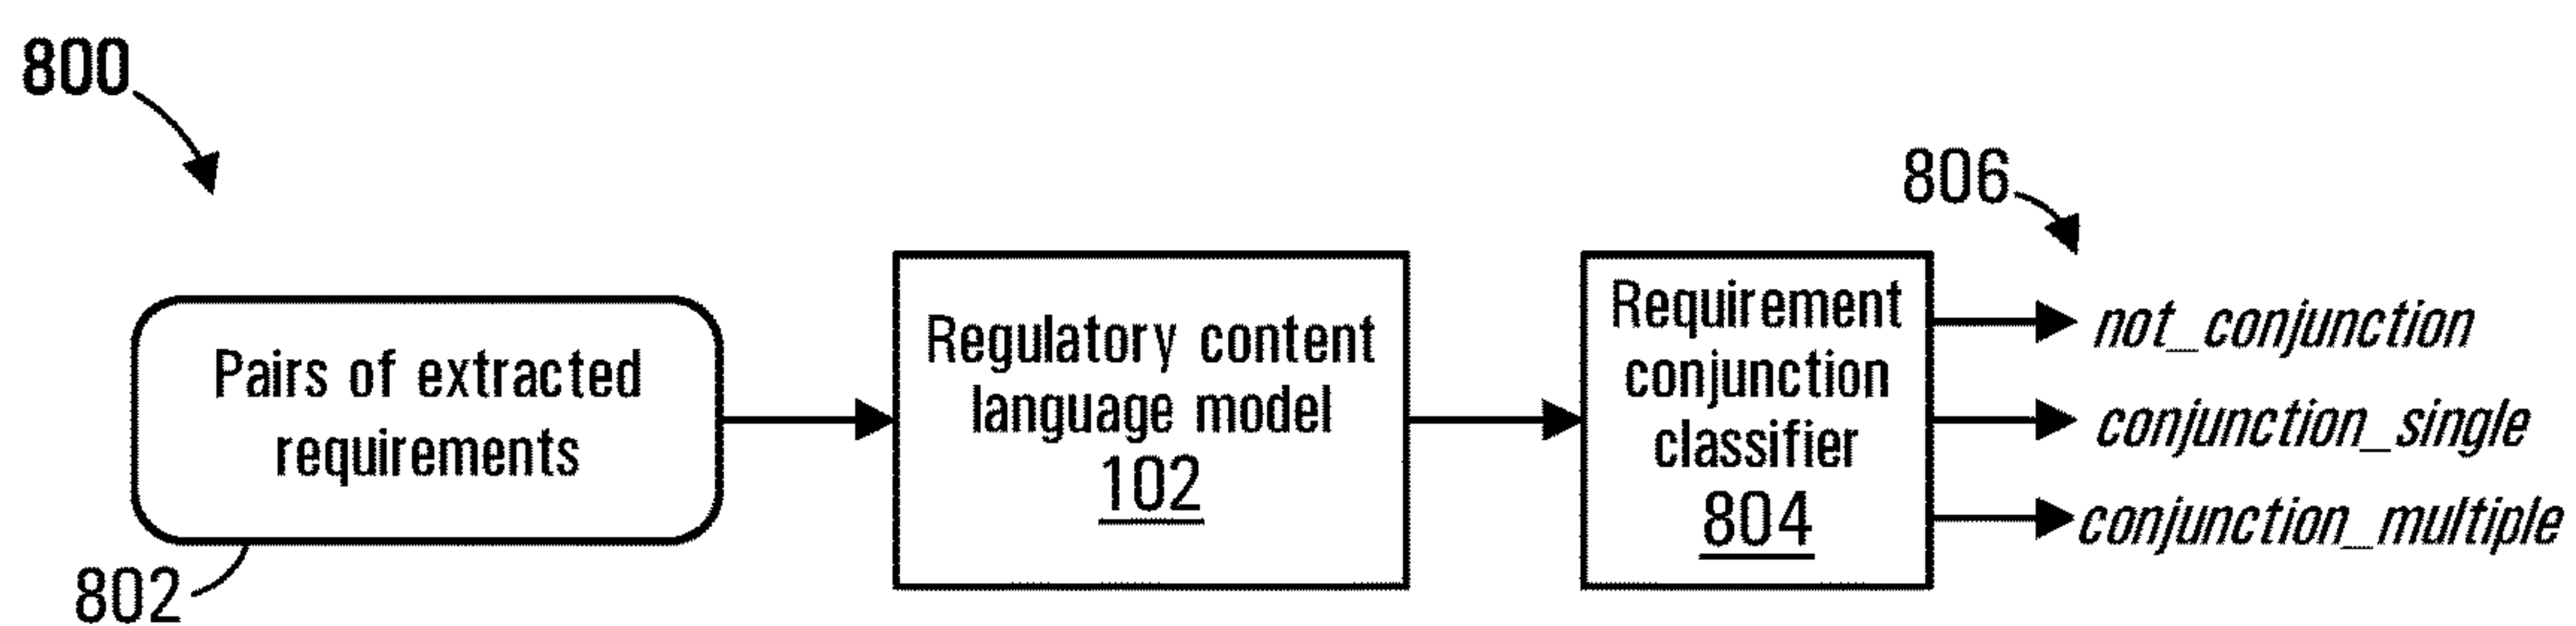 800
806
Pairs of extracted
requirements
802
Regulatory content
language model
102
Requirement
conjunction
classifier
804
not_conjunction
conjunction_single
conjunction_multiple